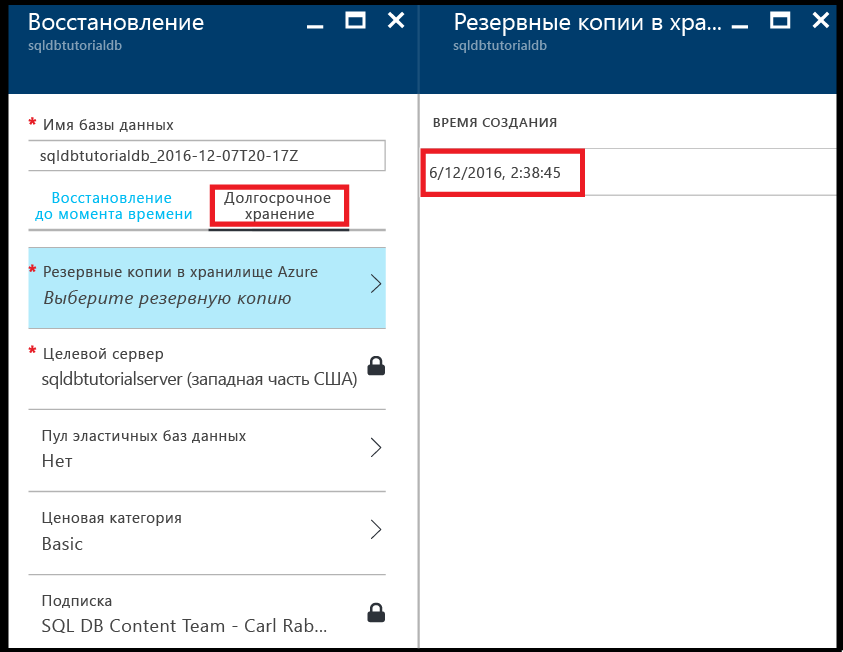 Восстановление
sqldbtutorialdb
* Имя базы данных
sqldbtutorialdb_2016-12-07T20-17Z
Восстановление
до момента времени
Долгосрочное
хранение
* Резервные копии в хранилище Azure
Выберите резервную копию
* Целевой сервер
sqldbtutorialserver (западная часть США)
Пул эластичных баз данных
Нет
Ценовая категория
Basic
Подписка
SQL DB Content Team - Carl Rab...
Резервные копии в хра...
sqldbtutorialdb
ВРЕМЯ СОЗДАНИЯ
6/12/2016, 2:38:45